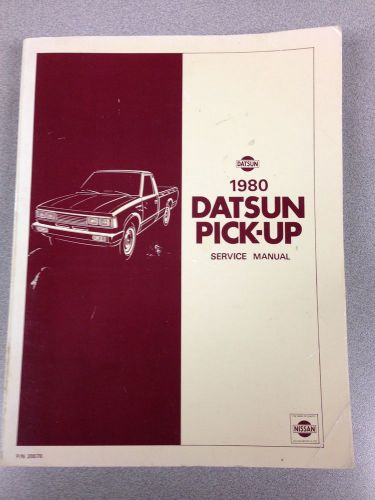 DATSUN
1980
DATSUN
PICK-UP
SERVICE MANUAL
NISSAN